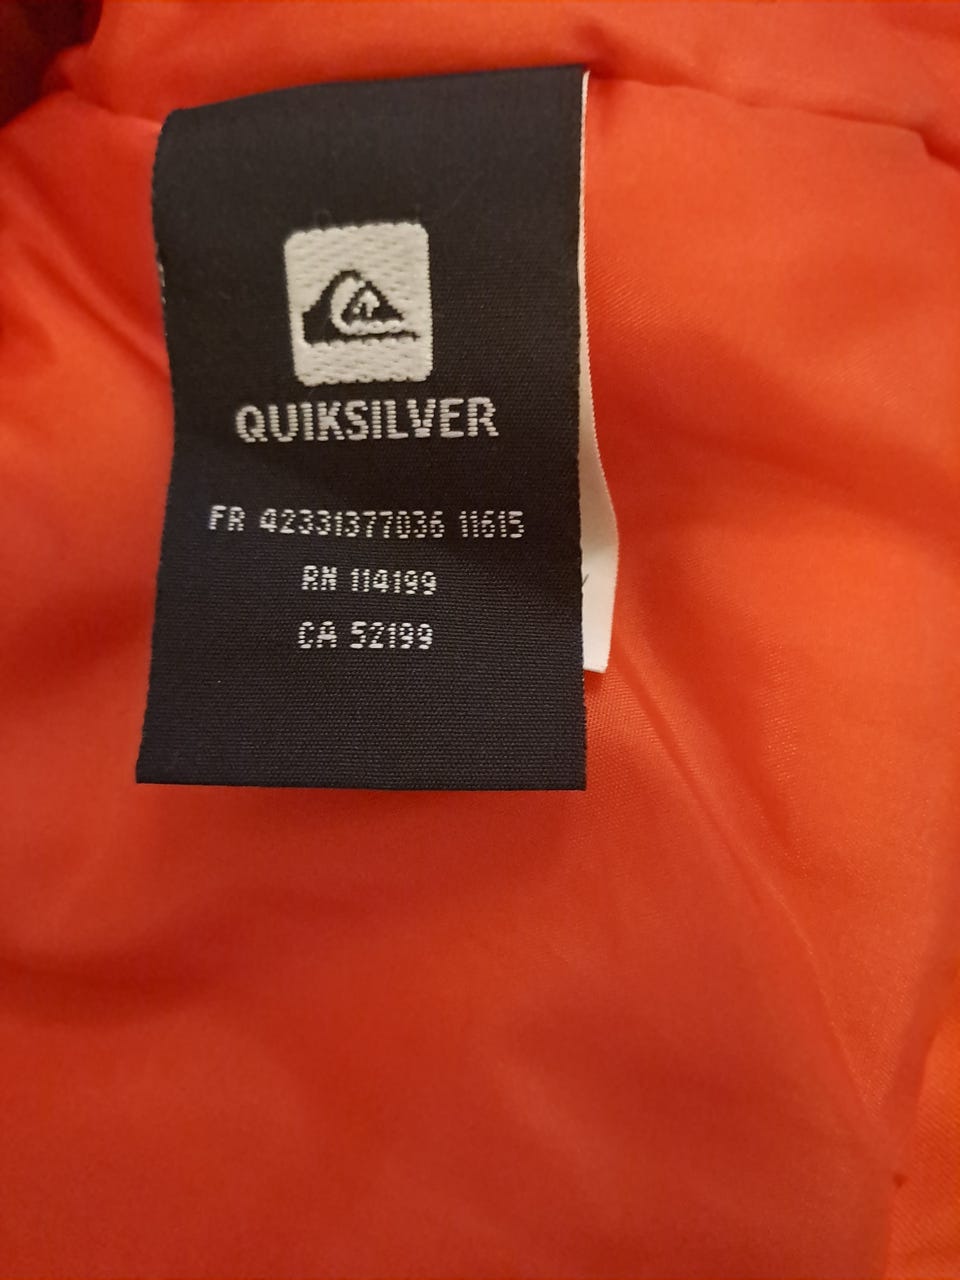 QUIKSILVER
FR 42331377036 11615
RN 114199
CA 52199